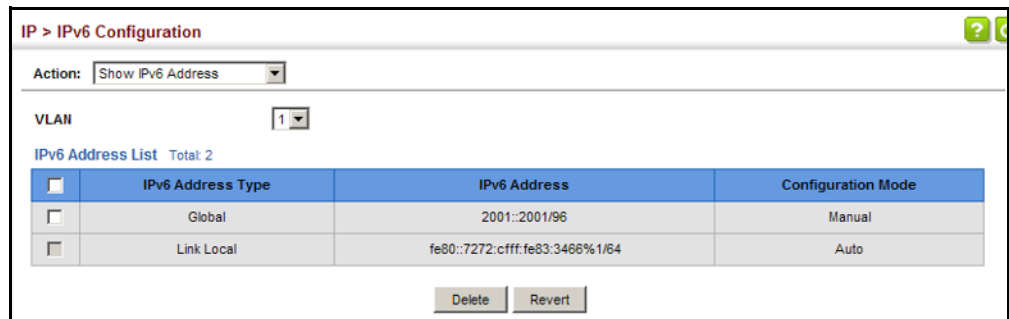 IP > IPv6 Configuration
?
Action: Show IPv6 Address
VLAN 1
IPv6 Address List Total: 2
IPv6 Address Type IPv6 Address Configuration Mode
Global 2001::2001/96 Manual
Link Local fe80::7272:cfff:fe83:3466%1/64 Auto
Delete Revert